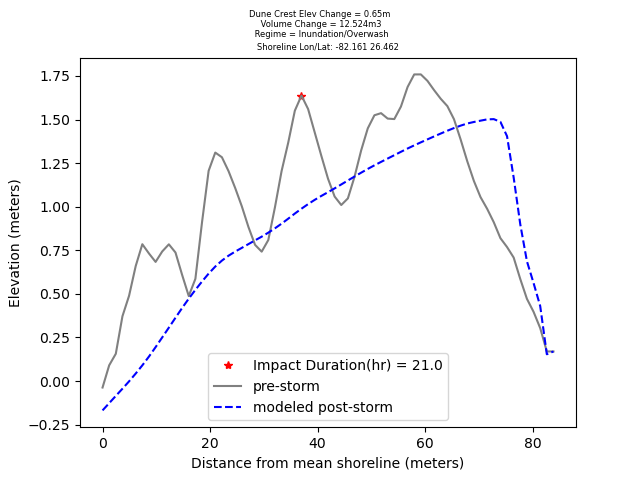 Dune Crest Elev Change = 0.65m
Volume Change = 12.524m3
Regime = Inundation/Overwash
Shoreline Lon/Lat: -82.161 26.462
1.75
1.50
1.25
1.00
0.75
0.50
0.25
0.00
−0.25
Elevation (meters)
Impact Duration(hr) = 21.0
pre-storm
modeled post-storm
0 20 40 60 80
Distance from mean shoreline (meters)